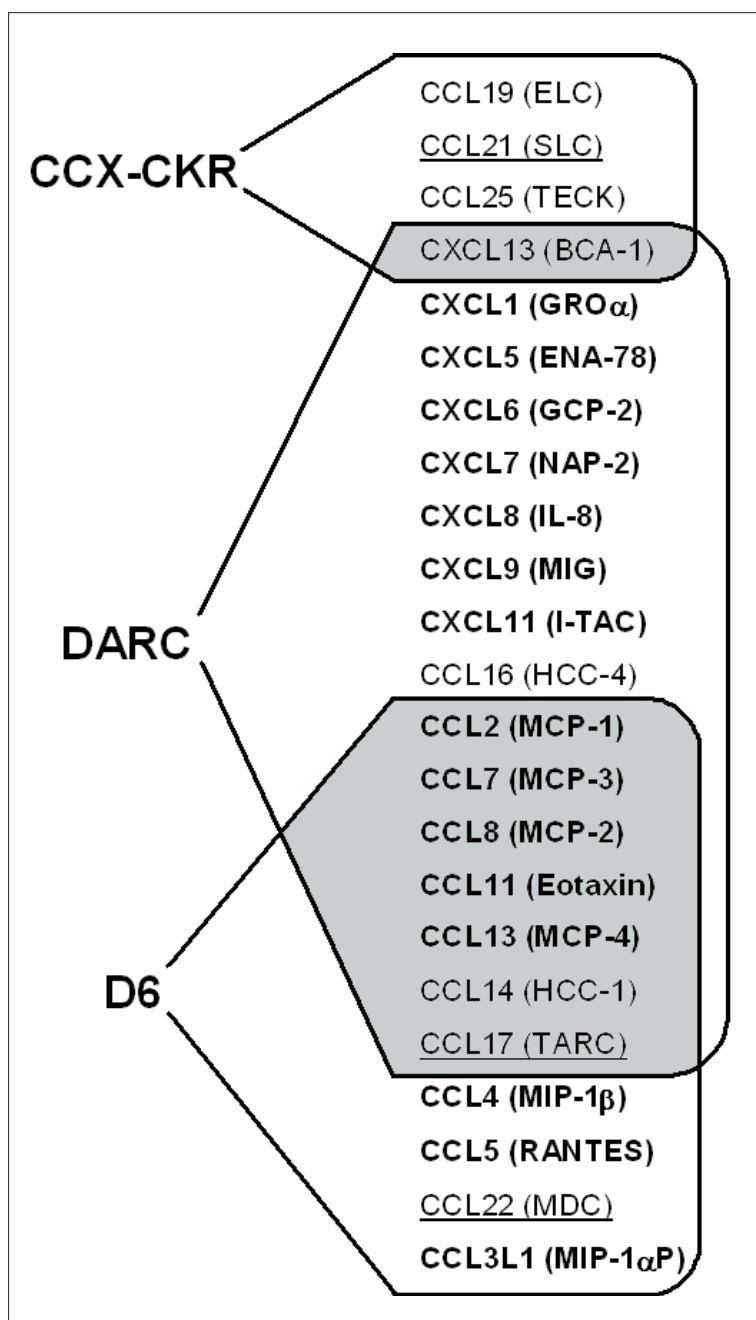 CCX-CKR
CCL19 (ELC)
CCL21 (SLC)
CCL25 (TECK)
CXCL13 (BCA-1)
CXCL1 (GROα)
CXCL5 (ENA-78)
CXCL6 (GCP-2)
CXCL7 (NAP-2)
CXCL8 (IL-8)
CXCL9 (MIG)
CXCL11 (I-TAC)
DARC
CCL16 (HCC-4)
CCL2 (MCP-1)
CCL7 (MCP-3)
CCL8 (MCP-2)
CCL11 (Eotaxin)
CCL13 (MCP-4)
D6
CCL14 (HCC-1)
CCL17 (TARC)
CCL4 (MIP-1β)
CCL5 (RANTES)
CCL22 (MDC)
CCL3L1 (MIP-1αP)